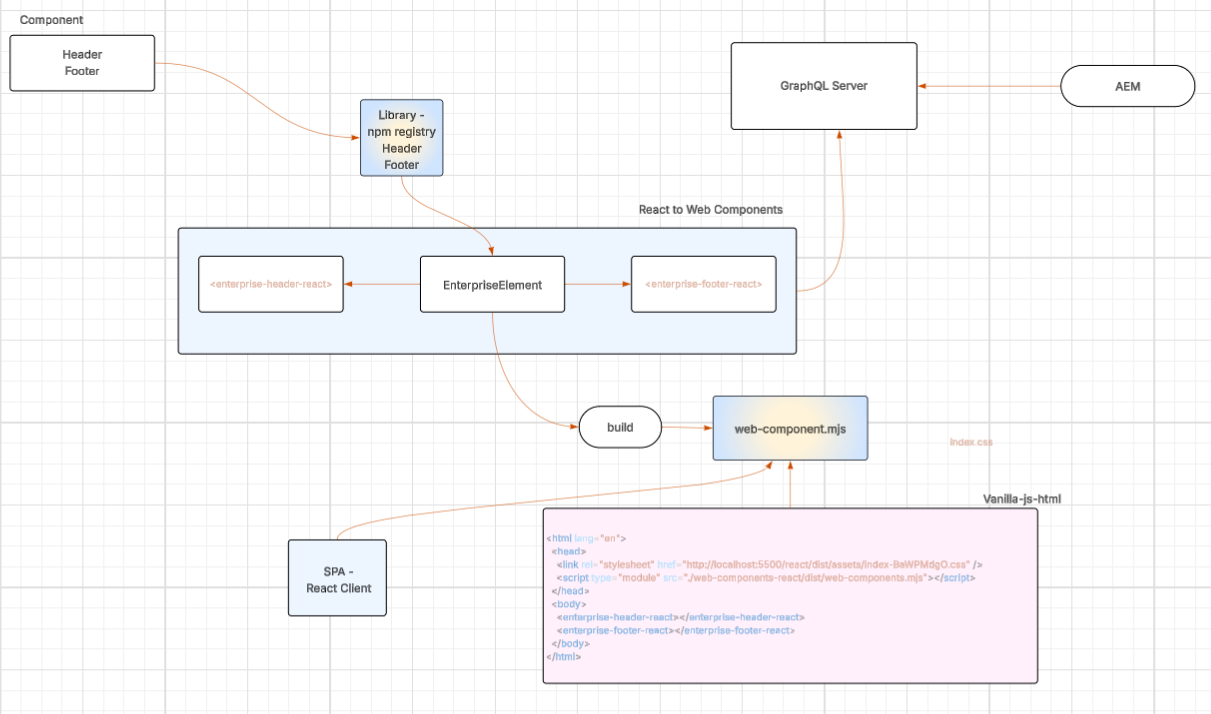 Component
Header
Footer
GraphQL Server
AEM
Library -
npm registry
Header
Footer
React to Web Components
<enterprise-header-react>
EnterpriseElement
<enterprise-footer-react>
build
web-component.mjs
index.css
Vanilla-js-html
SPA -
React Client
<html lang="en">
<head>
<link rel="stylesheet" href="http://localhost:5500/react/dist/assets/index-BaWPMdgO.css" />
<script type="module" src="./web-components-react/dist/web-components.mjs"></script>
</head>
<body>
<enterprise-header-react></enterprise-header-react>
<enterprise-footer-react></enterprise-footer-react>
</body>
</html>